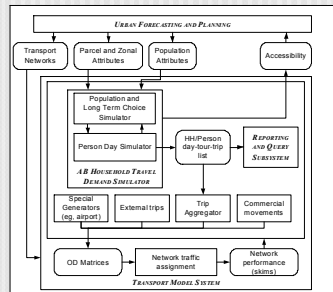 URBAN FORECASTING AND PLANNING
Transport
Networks
Parcel and Zonal
Attributes
Population
Attributes
Accessibility
Population and
Long Term Choice
Simulator
Person Day Simulator
AB HOUSEHOLD TRAVEL
DEMAND SIMULATOR
HH/Person
day-tour-trip
list
REPORTING
AND QUERY
SUBSYSTEM
Special
Generators
(eg, airport)
External trips
Trip
Aggregator
Commercial
movements
OD Matrices
Network traffic
assignment
Network
performance
(skims)
TRANSPORT MODEL SYSTEM